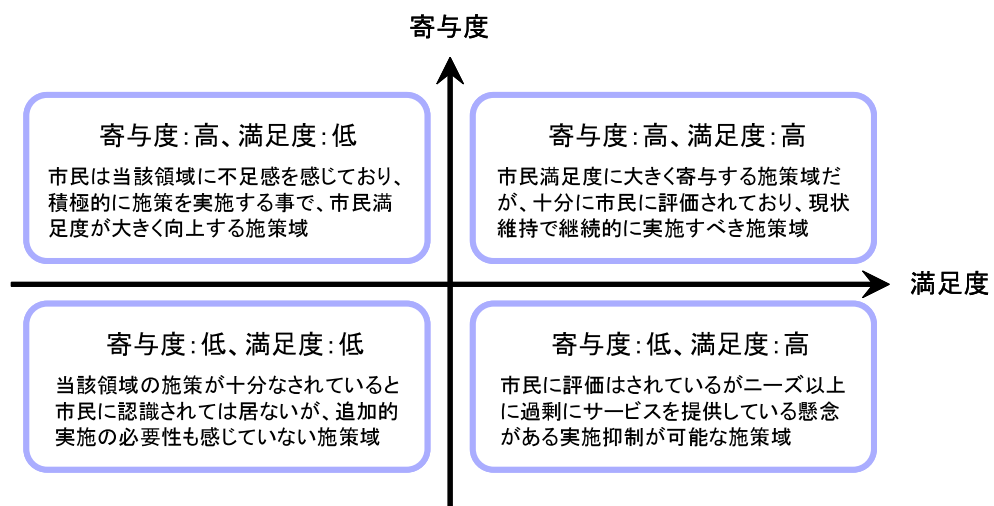 寄与度
寄与度:高、満足度:低
市民は当該領域に不足感を感じており、
積極的に施策を実施する事で、市民満
足度が大きく向上する施策域
寄与度:高、満足度:高
市民満足度に大きく寄与する施策域だ
が、十分に市民に評価されており、現状
維持で継続的に実施すべき施策域
満足度
寄与度:低、満足度:低
当該領域の施策が十分なされていると
市民に認識されては居ないが、追加的
実施の必要性も感じていない施策域
寄与度:低、満足度:高
市民に評価はされているがニーズ以上
に過剰にサービスを提供している懸念
がある実施抑制が可能な施策域